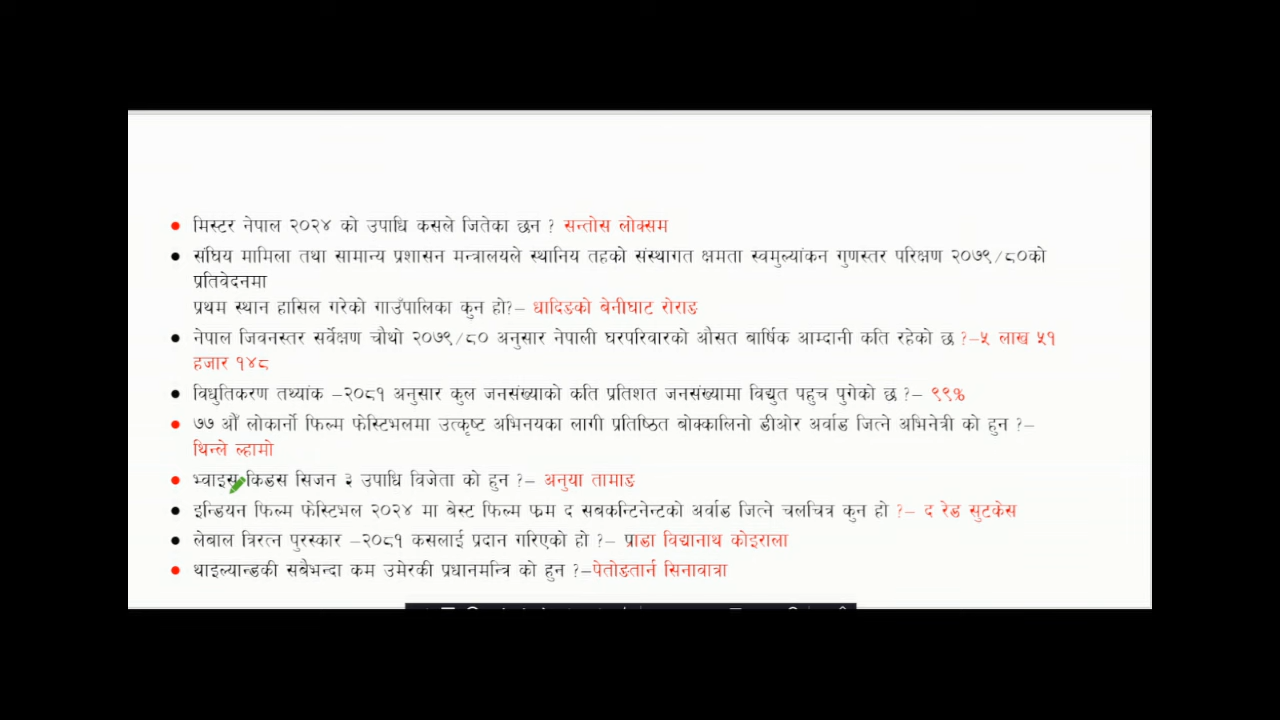 मिस्टर नेपाल २०२४ को उपाधि कसले जितेका छन ? सन्तोस लोक्सम
संघिय मामिला तथा सामान्य प्रशासन मन्त्रालयले स्थानिय तहको संस्थागत क्षमता स्वमुल्यांकन गुणस्तर परिक्षण २०७९/८०को
प्रतिवेदनमा
प्रथम स्थान हासिल गरेको गाउँपालिका कुन हो?– धादिङको बेनीघाट रोराङ
नेपाल जिवनस्तर सर्वेक्षण चौथो २०७९/८० अनुसार नेपाली घरपरिवारको औसत बार्षिक आम्दानी कति रहेको छ ?–५ लाख ५१
हजार १४८
विद्युतिकरण तथ्यांक –२०८१ अनुसार कुल जनसंख्याको कति प्रतिशत जनसंख्यामा विद्युत पहुच पुगेको छ ?– ९९%
७७ औं लोकार्नो फिल्म फेस्टिभलमा उत्कृष्ट अभिनयका लागी प्रतिष्ठित बोक्कालिनो डीओर अर्वाड जित्ने अभिनेत्री को हुन ?–
थिन्ले ल्हामो
भ्वाइस किडस सिजन ३ उपाधि विजेता को हुन ?– अनुया तामाङ
इन्डियन फिल्म फेस्टिभल २०२४ मा बेस्ट फिल्म फ्रम द सबकन्टिनेन्टको अर्वाड जित्ने चलचित्र कुन हो ?– द रेड सुटकेस
लेबाल त्रिरत्न पुरस्कार –२०८१ कसलाई प्रदान गरिएको हो ?– प्राडा विद्यानाथ कोइराला
थाइल्यान्डकी सबैभन्दा कम उमेरकी प्रधानमन्त्रि को हुन ?–पेतोङतार्न सिनावात्रा